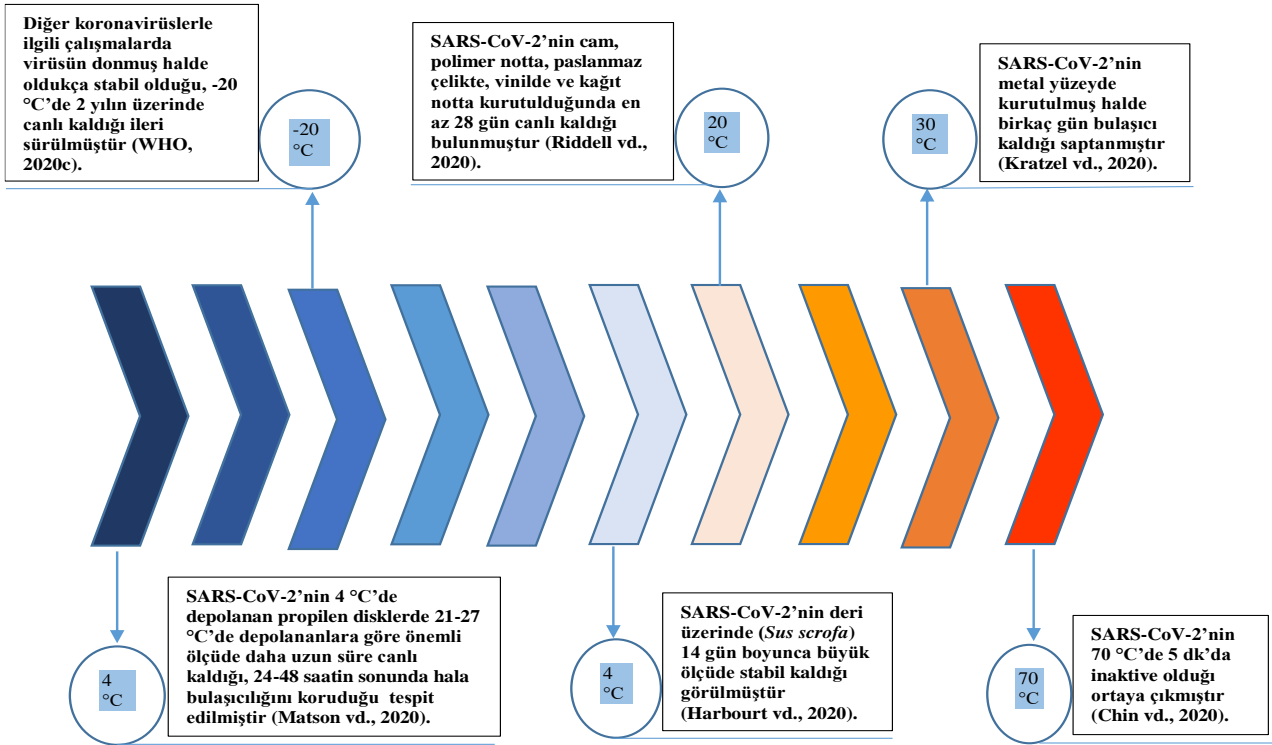 Diğer koronavirüslerle
ilgili çalışmalarda
virüsün donmuş halde
oldukça stabil olduğu, -20
°C’de 2 yılın üzerinde
canlı kaldığı ileri
sürülmüştür (WHO,
2020c).
-20
°C
SARS-CoV-2’nin cam,
polimer notta, paslanmaz
çelikte, vinilde ve kağıt
notta kurutulduğunda en
az 28 gün canlı kaldığı
bulunmuştur (Riddell vd.,
2020).
20
°C
30
°C
SARS-CoV-2’nin
metal yüzeyde
kurutulmuş halde
birkaç gün bulaşıcı
kaldığı saptanmıştır
(Kratzel vd., 2020).
4
°C
SARS-CoV-2’nin 4 °C’de
depolanan propilen disklerde 21-27
°C’de depolananlara göre önemli
ölçüde daha uzun süre canlı
kaldığı, 24-48 saatin sonunda hala
bulaşıcılığını koruduğu tespit
edilmiştir (Matson vd., 2020).
4
°C
SARS-CoV-2’nin deri
üzerinde (Sus scrofa)
14 gün boyunca büyük
ölçüde stabil kaldığı
görülmüştür
(Harbourt vd., 2020).
70
°C
SARS-CoV-2’nin
70 °C’de 5 dk’da
inaktive olduğı
ortaya çıkmıştır
(Chin vd., 2020).